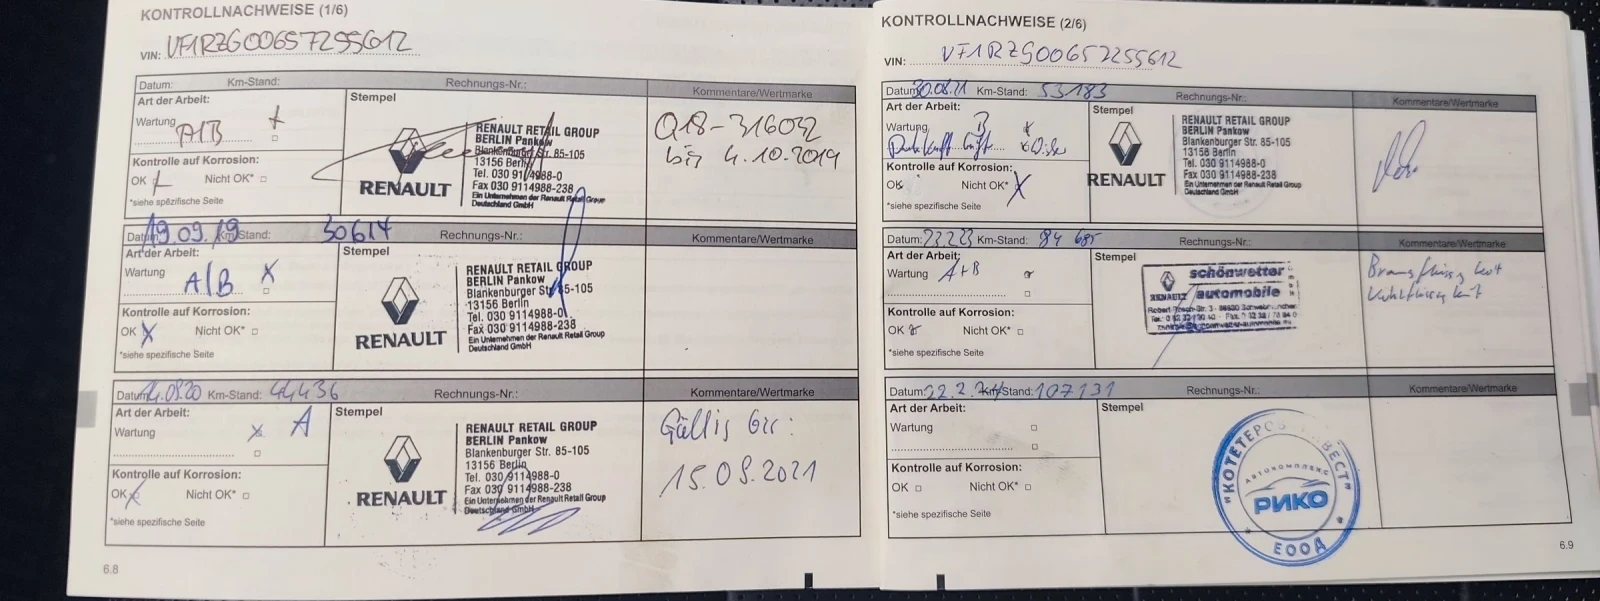 KONTROLLNACHWEISE (1/6)
VIN: VF1RZG00657255612
Datum: Km-Stand: Rechnungs-Nr.: Kommentare/Wertmarke
Art der Arbeit:
Wartung A/B
Kontrolle auf Korrosion:
OK Nicht OK*
*siehe spezifische Seite
Stempel
RENAULT
RENAULT RETAIL GROUP
BERLIN Pankow
Blankenburger Str. 85-105
13156 Berlin
Tel. 030 9114988-0
Fax 030 9114988-238
Ein Unternehmen der Renault Retail Group
Deutschland GmbH
Q18-316032
bis 4.10.2019
Datum: 19.09.19 Km-Stand: 30614 Rechnungs-Nr.: Kommentare/Wertmarke
Art der Arbeit:
Wartung A/B X
Kontrolle auf Korrosion:
OK X Nicht OK*
*siehe spezifische Seite
Stempel
RENAULT
RENAULT RETAIL GROUP
BERLIN Pankow
Blankenburger Str. 85-105
13156 Berlin
Tel. 030 9114988-0
Fax 030 9114988-238
Ein Unternehmen der Renault Retail Group
Deutschland GmbH
Datum: .09.20 Km-Stand: 44436 Rechnungs-Nr.: Kommentare/Wertmarke
Art der Arbeit:
Wartung X A
Kontrolle auf Korrosion:
OK X Nicht OK*
*siehe spezifische Seite
Stempel
RENAULT
RENAULT RETAIL GROUP
BERLIN Pankow
Blankenburger Str. 85-105
13156 Berlin
Tel. 030 9114988-0
Fax 030 9114988-238
Ein Unternehmen der Renault Retail Group
Deutschland GmbH
15.09.2021
6.8
KONTROLLNACHWEISE (2/6)
VIN: VF1RZG00657255612
Datum: 30.08.21 Km-Stand: 53183 Rechnungs-Nr.: Kommentare/Wertmarke
Art der Arbeit:
Wartung B X
Kontrolle auf Korrosion:
OK Nicht OK* X
*siehe spezifische Seite
Stempel
RENAULT
RENAULT RETAIL GROUP
BERLIN Pankow
Blankenburger Str. 85-105
13156 Berlin
Tel. 030 9114988-0
Fax 030 9114988-238
Ein Unternehmen der Renault Retail Group
Deutschland GmbH
Datum: Km-Stand: 84 685 Rechnungs-Nr.: Kommentare/Wertmarke
Art der Arbeit:
Wartung A+B
Kontrolle auf Korrosion:
OK Nicht OK*
*siehe spezifische Seite
Stempel
RENAULT
schönwetter
automobile
Datum: 22.2.24 Km-Stand: 107131 Rechnungs-Nr.: Kommentare/Wertmarke
Art der Arbeit:
Wartung
Kontrolle auf Korrosion:
OK Nicht OK*
*siehe spezifische Seite
Stempel
АВТОКОМПЛЕКС
РИКО
ЕООД
6.9